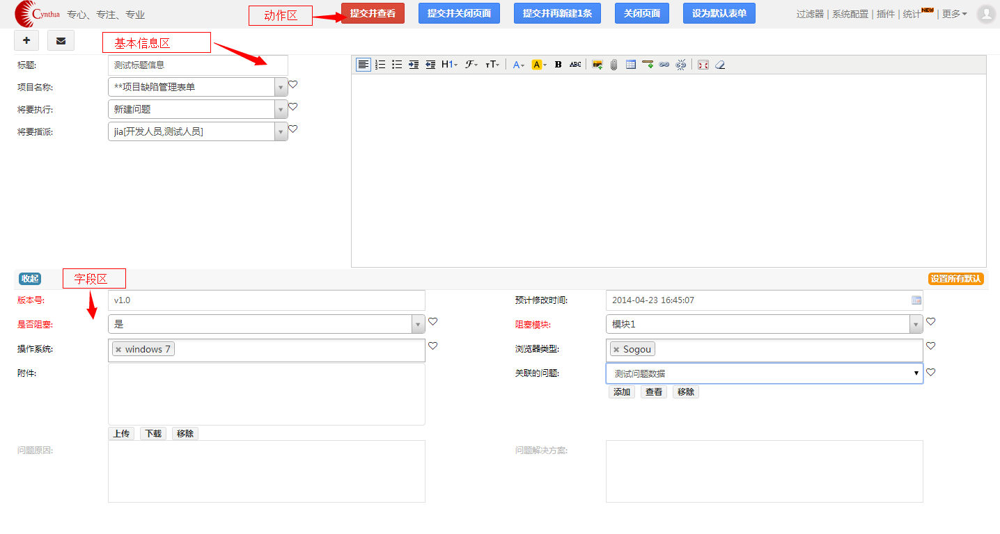 Cynthia 专心、专注、专业 动作区 提交并查看 提交并关闭页面 提交并再新建1条 关闭页面 设为默认表单 过滤器 | 系统配置 | 插件 | 统计NEW | 更多
基本信息区
标题: 测试标题信息 H1 F TT A A B ABC
项目名称: **项目缺陷管理表单
将要执行: 新建问题
将要指派: jia[开发人员,测试人员]
收起 字段区 设置所有默认
版本号: v1.0 预计修改时间: 2014-04-23 16:45:07
是否阻塞: 是 阻塞模块: 模块1
操作系统: × windows 7 浏览器类型: × Sogou
附件: 关联的问题: 测试问题数据
添加 查看 移除
上传 下载 移除
问题原因: 问题解决方案: